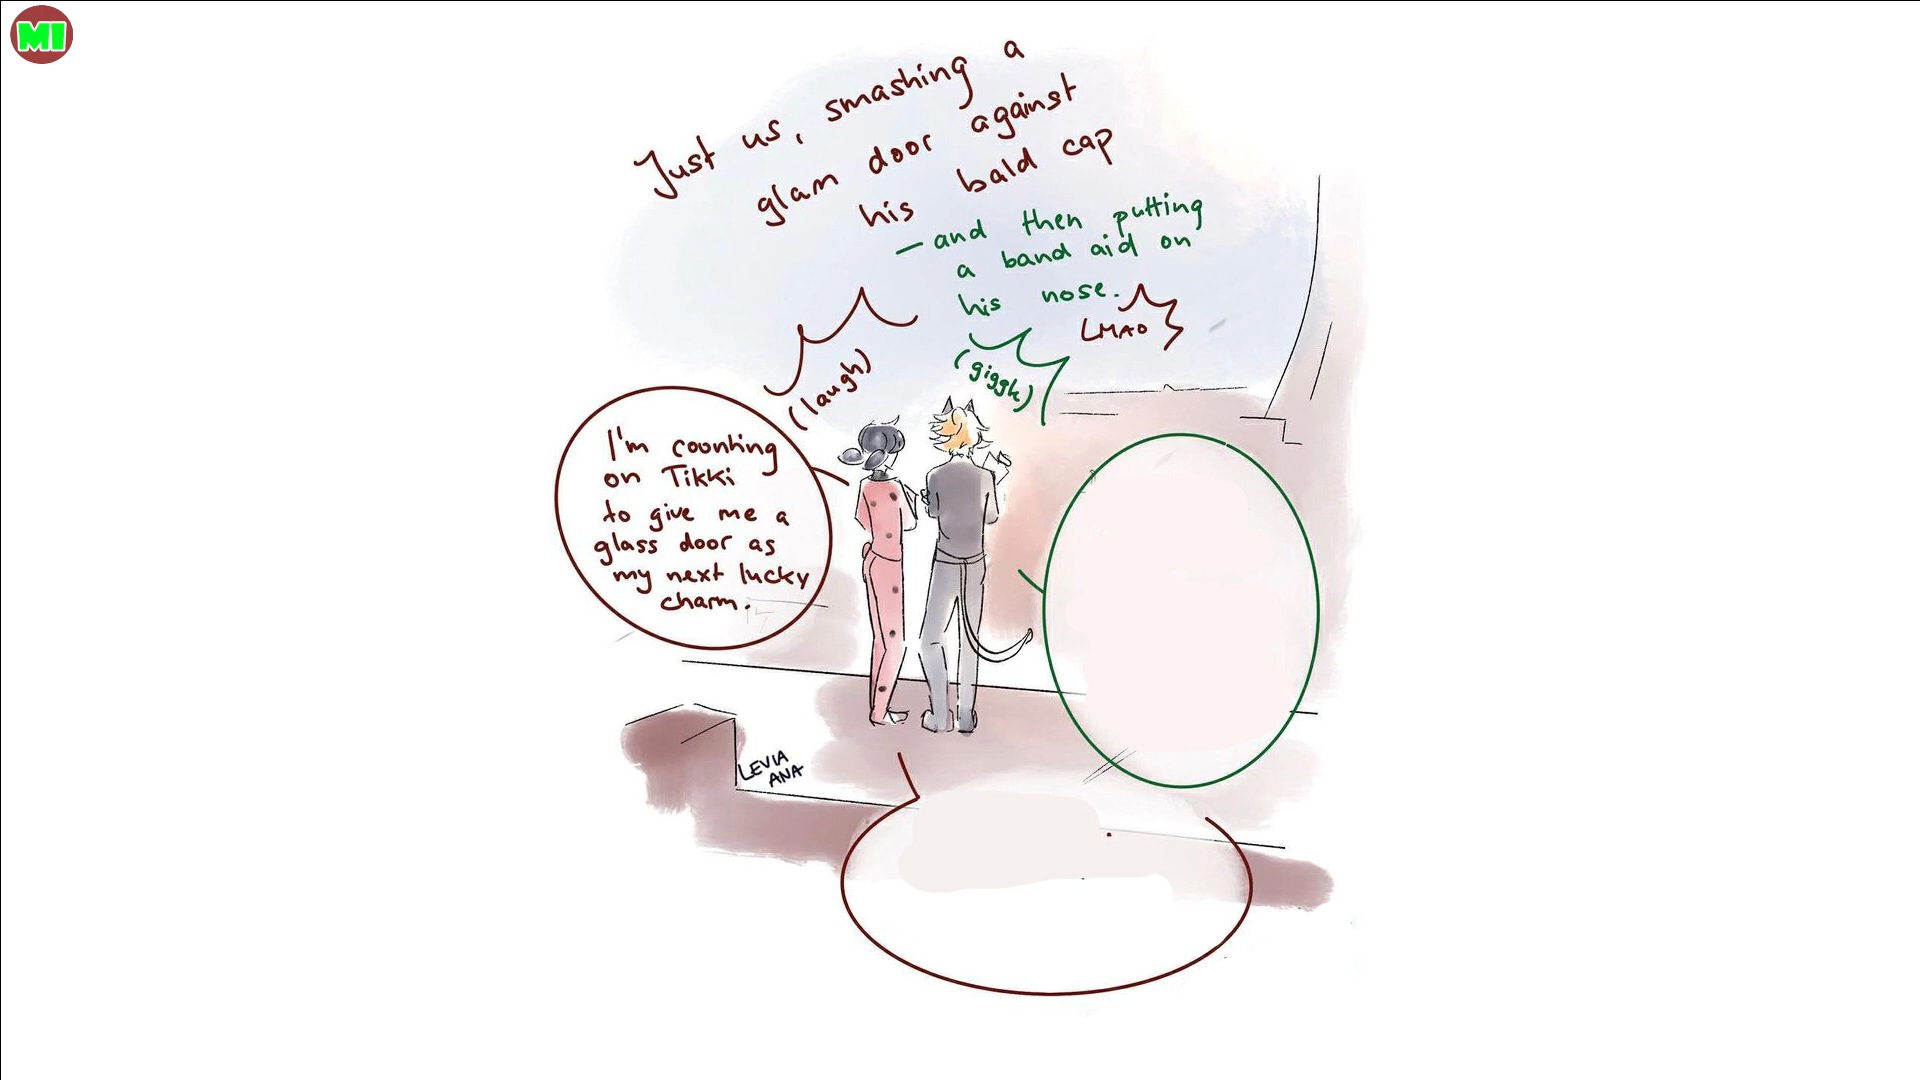 MI
Just us, smashing a
glam door against
his bald cap
— and then putting
a band aid on
his nose.
LMAO
(laugh)
(giggle)
I'm counting
on Tikki
to give me a
glass door as
my next lucky
charm.
LEVIA
ANA